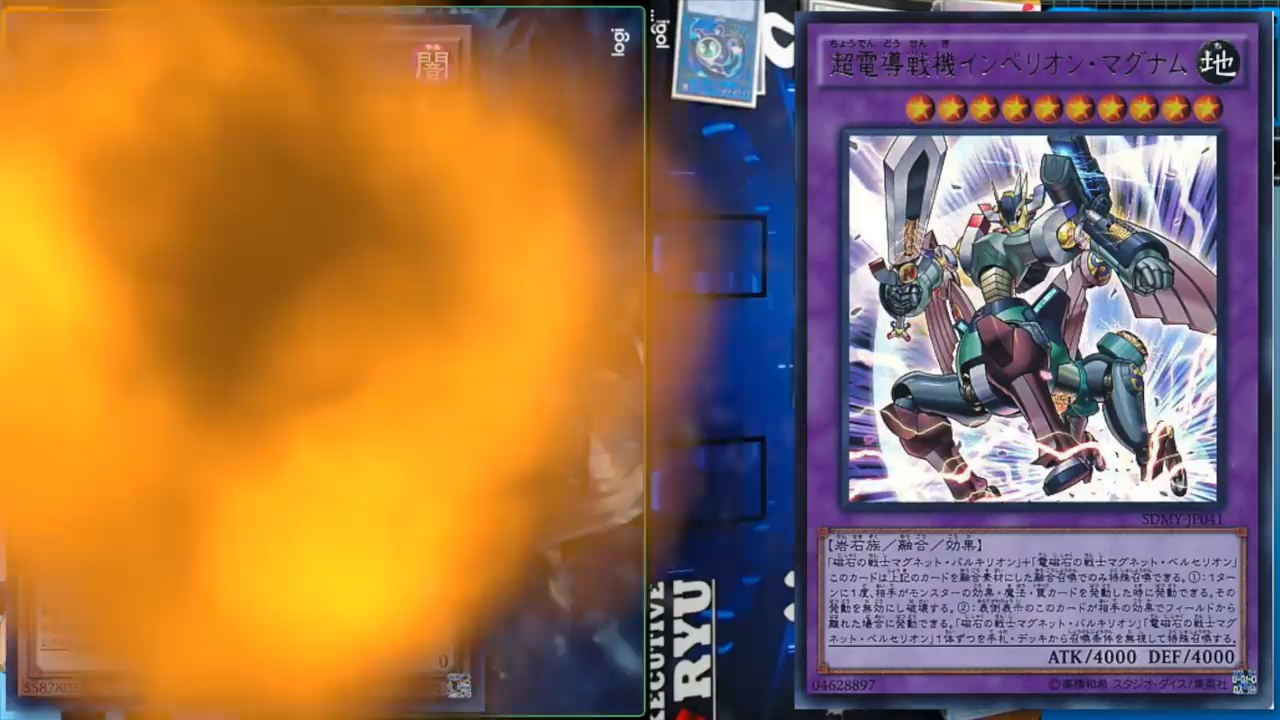 闇
0
logi
igol...
EXECUTIVE
RYU
超電導戦機インペリオン・マグナム
地
SDMY-JP041
【岩石族／融合／効果】
「磁石の戦士マグネット・バルキリオン」+「電磁石の戦士マグネット・ベルセリオン」
このカードは上記のカードを融合素材にした融合召喚でのみ特殊召喚できる。①：1ター
ンに1度、相手がモンスターの効果・魔法・罠カードを発動した時に発動できる。その
発動を無効にし破壊する。②：表側表示のこのカードが相手の効果でフィールドから
離れた場合に発動できる。「磁石の戦士マグネット・バルキリオン」「電磁石の戦士マグ
ネット・ベルセリオン」1体ずつを手札・デッキから召喚条件を無視して特殊召喚する。
ATK/4000 DEF/4000
04628897
©高橋和希 スタジオ・ダイス/集英社